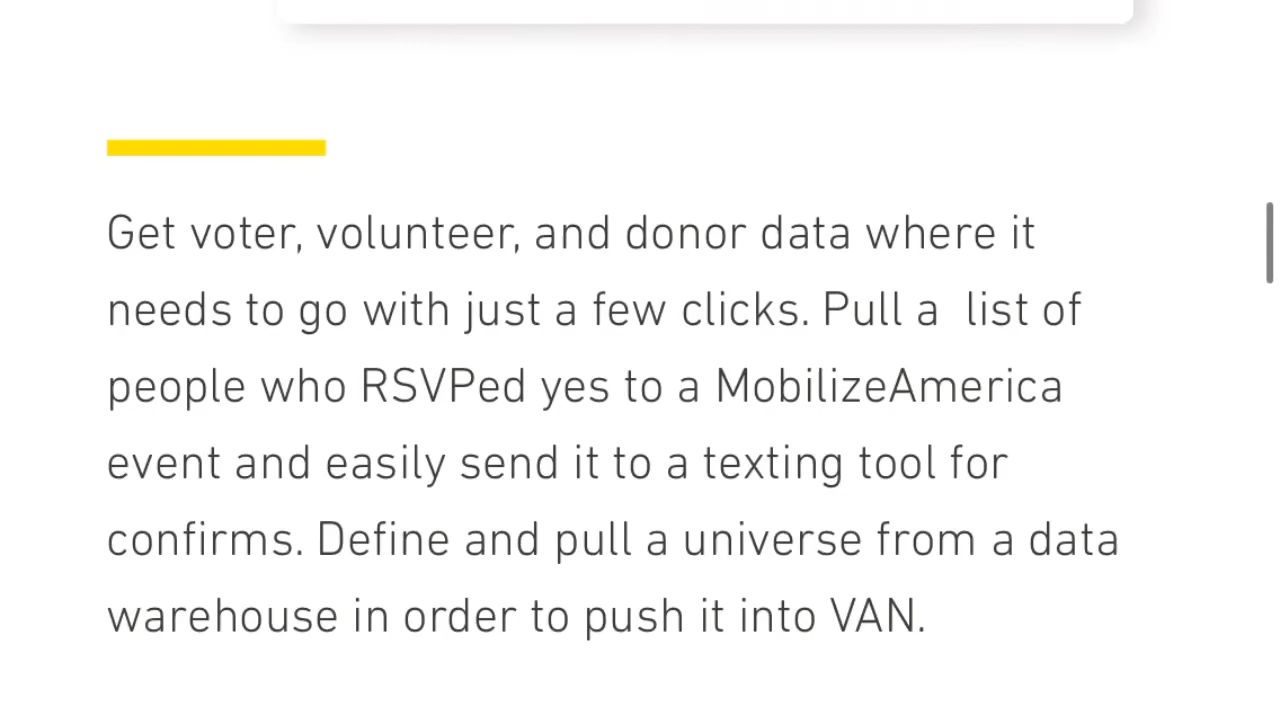 Get voter, volunteer, and donor data where it
needs to go with just a few clicks. Pull a  list of
people who RSVPed yes to a MobilizeAmerica
event and easily send it to a texting tool for
confirms. Define and pull a universe from a data
warehouse in order to push it into VAN.